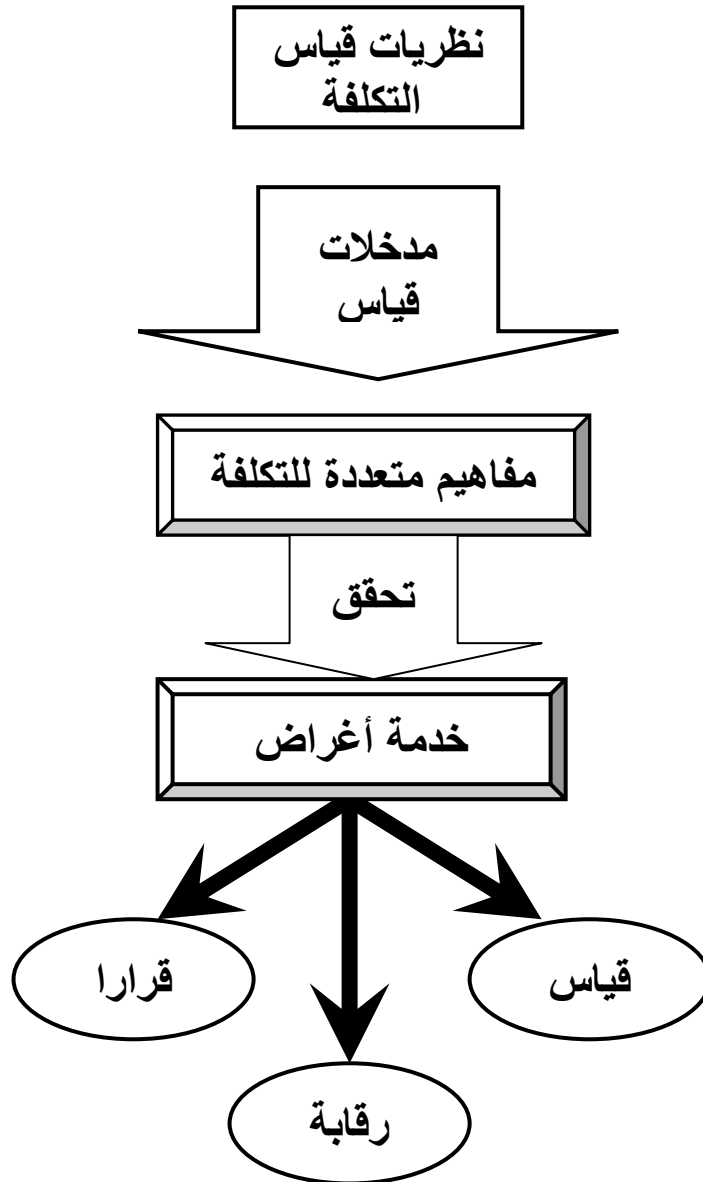 نظريات قياس
التكلفة
مدخلات
قياس
مفاهيم متعددة للتكلفة
تحقق
خدمة أغراض
قياس
قرارا
رقابة